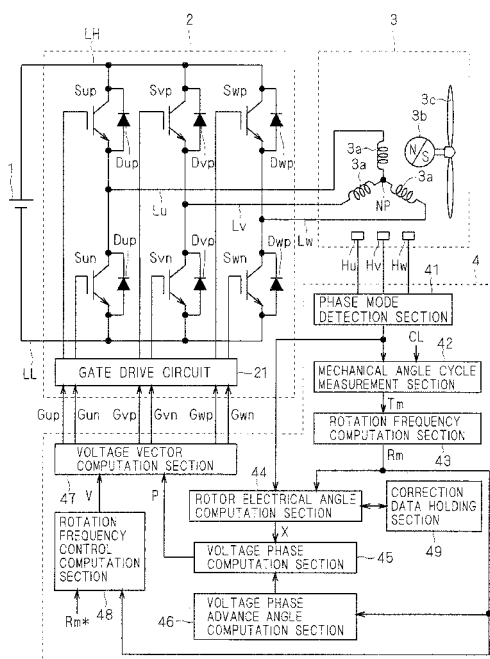 LH
2
3
Sup
Svp
Swp
3c
3b
N/S
3a
3a
3a
1
Dup
Dvp
Dwp
Lu
Lv
NP
Lw
Dup
Dvp
Dwp
Hu
Hv
Hw
4
Sun
Svn
Swn
41
PHASE MODE
DETECTION SECTION
CL
42
LL
GATE DRIVE CIRCUIT
21
MECHANICAL ANGLE CYCLE
MEASUREMENT SECTION
Tm
Gup
Gun
Gvp
Gvn
Gwp
Gwn
ROTATION FREQUENCY
COMPUTATION SECTION
Rm
43
VOLTAGE VECTOR
COMPUTATION SECTION
47
V
P
44
ROTOR ELECTRICAL ANGLE
COMPUTATION SECTION
CORRECTION
DATA HOLDING
SECTION
49
X
ROTATION
FREQUENCY
CONTROL
COMPUTATION
SECTION
48
VOLTAGE PHASE
COMPUTATION SECTION
45
VOLTAGE PHASE
ADVANCE ANGLE
COMPUTATION SECTION
46
Rm*